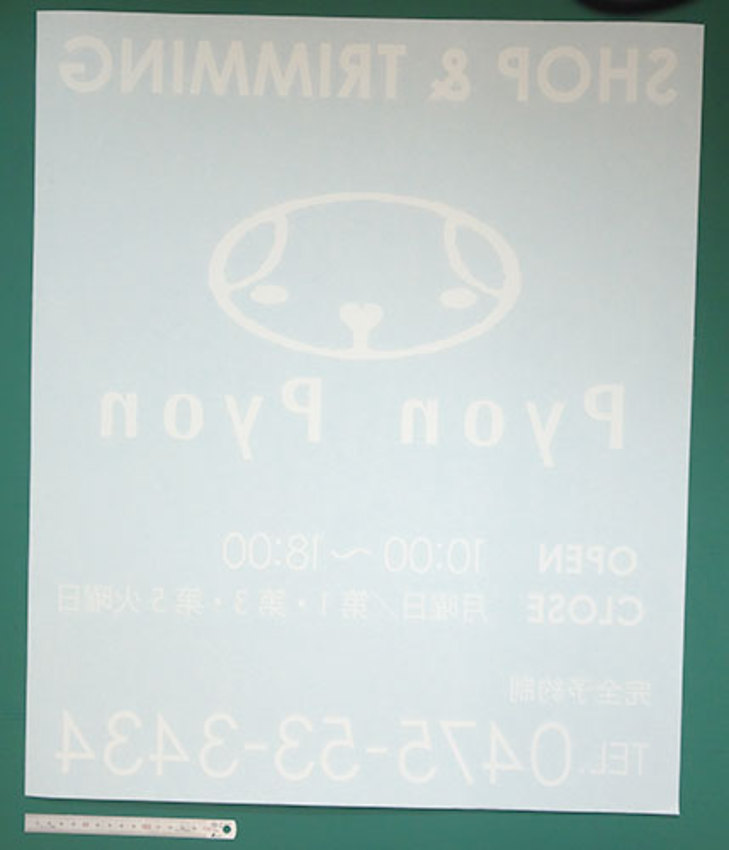 SHOP & TRIMMING
Pyon Pyon
OPEN 10:00～18:00
CLOSE 月曜日／第1・第3・第5火曜日
完全予約制
TEL.0475-53-3434